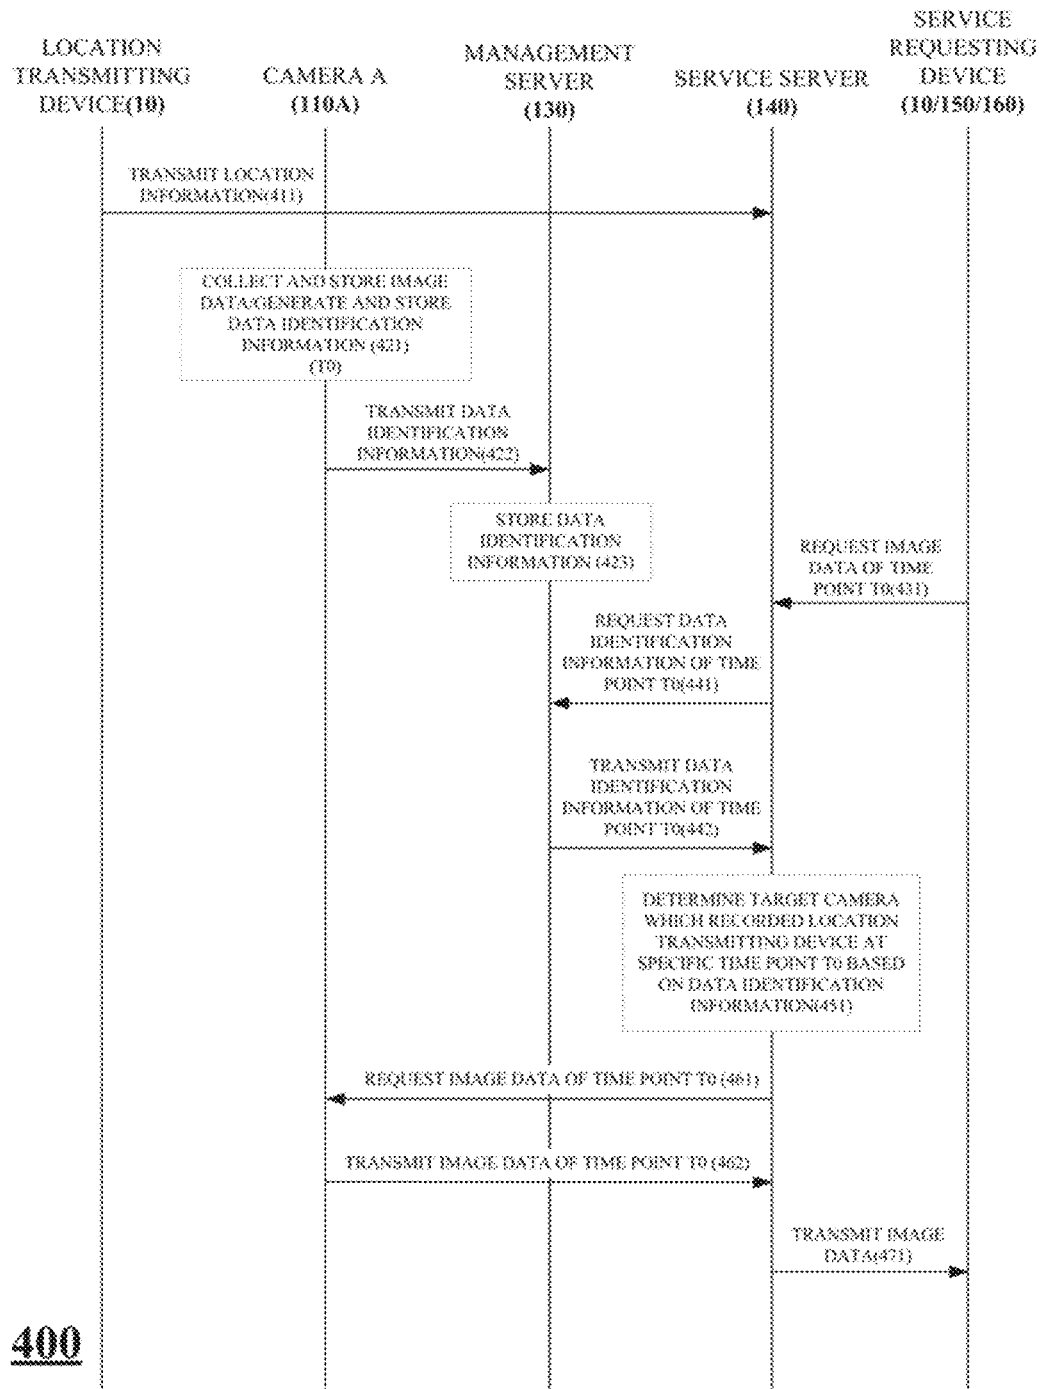 LOCATION
TRANSMITTING
DEVICE(10)
CAMERA A
(110A)
MANAGEMENT
SERVER
(130)
SERVICE SERVER
(140)
SERVICE
REQUESTING
DEVICE
(10/150/160)
TRANSMIT LOCATION
INFORMATION(411)
COLLECT AND STORE IMAGE
DATA/GENERATE AND STORE
DATA IDENTIFICATION
INFORMATION (421)
(T0)
TRANSMIT DATA
IDENTIFICATION
INFORMATION(422)
STORE DATA
IDENTIFICATION
INFORMATION (423)
REQUEST IMAGE
DATA OF TIME
POINT T0(431)
REQUEST DATA
IDENTIFICATION
INFORMATION OF TIME
POINT T0(441)
TRANSMIT DATA
IDENTIFICATION
INFORMATION OF TIME
POINT T0(442)
DETERMINE TARGET CAMERA
WHICH RECORDED LOCATION
TRANSMITTING DEVICE AT
SPECIFIC TIME POINT T0 BASED
ON DATA IDENTIFICATION
INFORMATION(451)
REQUEST IMAGE DATA OF TIME POINT T0 (461)
TRANSMIT IMAGE DATA OF TIME POINT T0 (462)
TRANSMIT IMAGE
DATA(471)
400